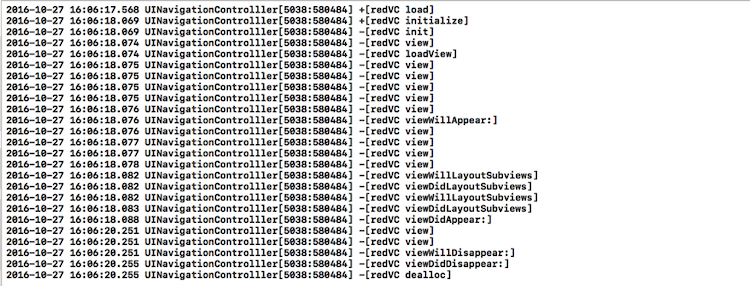 2016-10-27 16:06:17.568 UINavigationControlller[5038:580484] +[redVC load]
2016-10-27 16:06:18.069 UINavigationControlller[5038:580484] +[redVC initialize]
2016-10-27 16:06:18.069 UINavigationControlller[5038:580484] -[redVC init]
2016-10-27 16:06:18.074 UINavigationControlller[5038:580484] -[redVC view]
2016-10-27 16:06:18.074 UINavigationControlller[5038:580484] -[redVC loadView]
2016-10-27 16:06:18.075 UINavigationControlller[5038:580484] -[redVC view]
2016-10-27 16:06:18.075 UINavigationControlller[5038:580484] -[redVC view]
2016-10-27 16:06:18.075 UINavigationControlller[5038:580484] -[redVC view]
2016-10-27 16:06:18.075 UINavigationControlller[5038:580484] -[redVC view]
2016-10-27 16:06:18.076 UINavigationControlller[5038:580484] -[redVC view]
2016-10-27 16:06:18.076 UINavigationControlller[5038:580484] -[redVC viewWillAppear:]
2016-10-27 16:06:18.076 UINavigationControlller[5038:580484] -[redVC view]
2016-10-27 16:06:18.077 UINavigationControlller[5038:580484] -[redVC view]
2016-10-27 16:06:18.077 UINavigationControlller[5038:580484] -[redVC view]
2016-10-27 16:06:18.078 UINavigationControlller[5038:580484] -[redVC view]
2016-10-27 16:06:18.082 UINavigationControlller[5038:580484] -[redVC viewWillLayoutSubviews]
2016-10-27 16:06:18.082 UINavigationControlller[5038:580484] -[redVC viewDidLayoutSubviews]
2016-10-27 16:06:18.082 UINavigationControlller[5038:580484] -[redVC viewWillLayoutSubviews]
2016-10-27 16:06:18.083 UINavigationControlller[5038:580484] -[redVC viewDidLayoutSubviews]
2016-10-27 16:06:18.088 UINavigationControlller[5038:580484] -[redVC viewDidAppear:]
2016-10-27 16:06:20.251 UINavigationControlller[5038:580484] -[redVC view]
2016-10-27 16:06:20.251 UINavigationControlller[5038:580484] -[redVC view]
2016-10-27 16:06:20.251 UINavigationControlller[5038:580484] -[redVC viewWillDisappear:]
2016-10-27 16:06:20.255 UINavigationControlller[5038:580484] -[redVC viewDidDisappear:]
2016-10-27 16:06:20.255 UINavigationControlller[5038:580484] -[redVC dealloc]